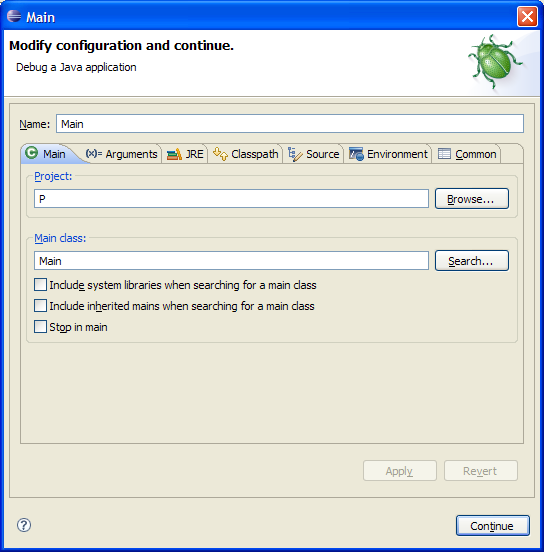 Main
Modify configuration and continue.
Debug a Java application
Name: Main
Main (x)= Arguments JRE Classpath Source Environment Common
Project:
P Browse...
Main class:
Main Search...
Include system libraries when searching for a main class
Include inherited mains when searching for a main class
Stop in main
Apply Revert
? Continue